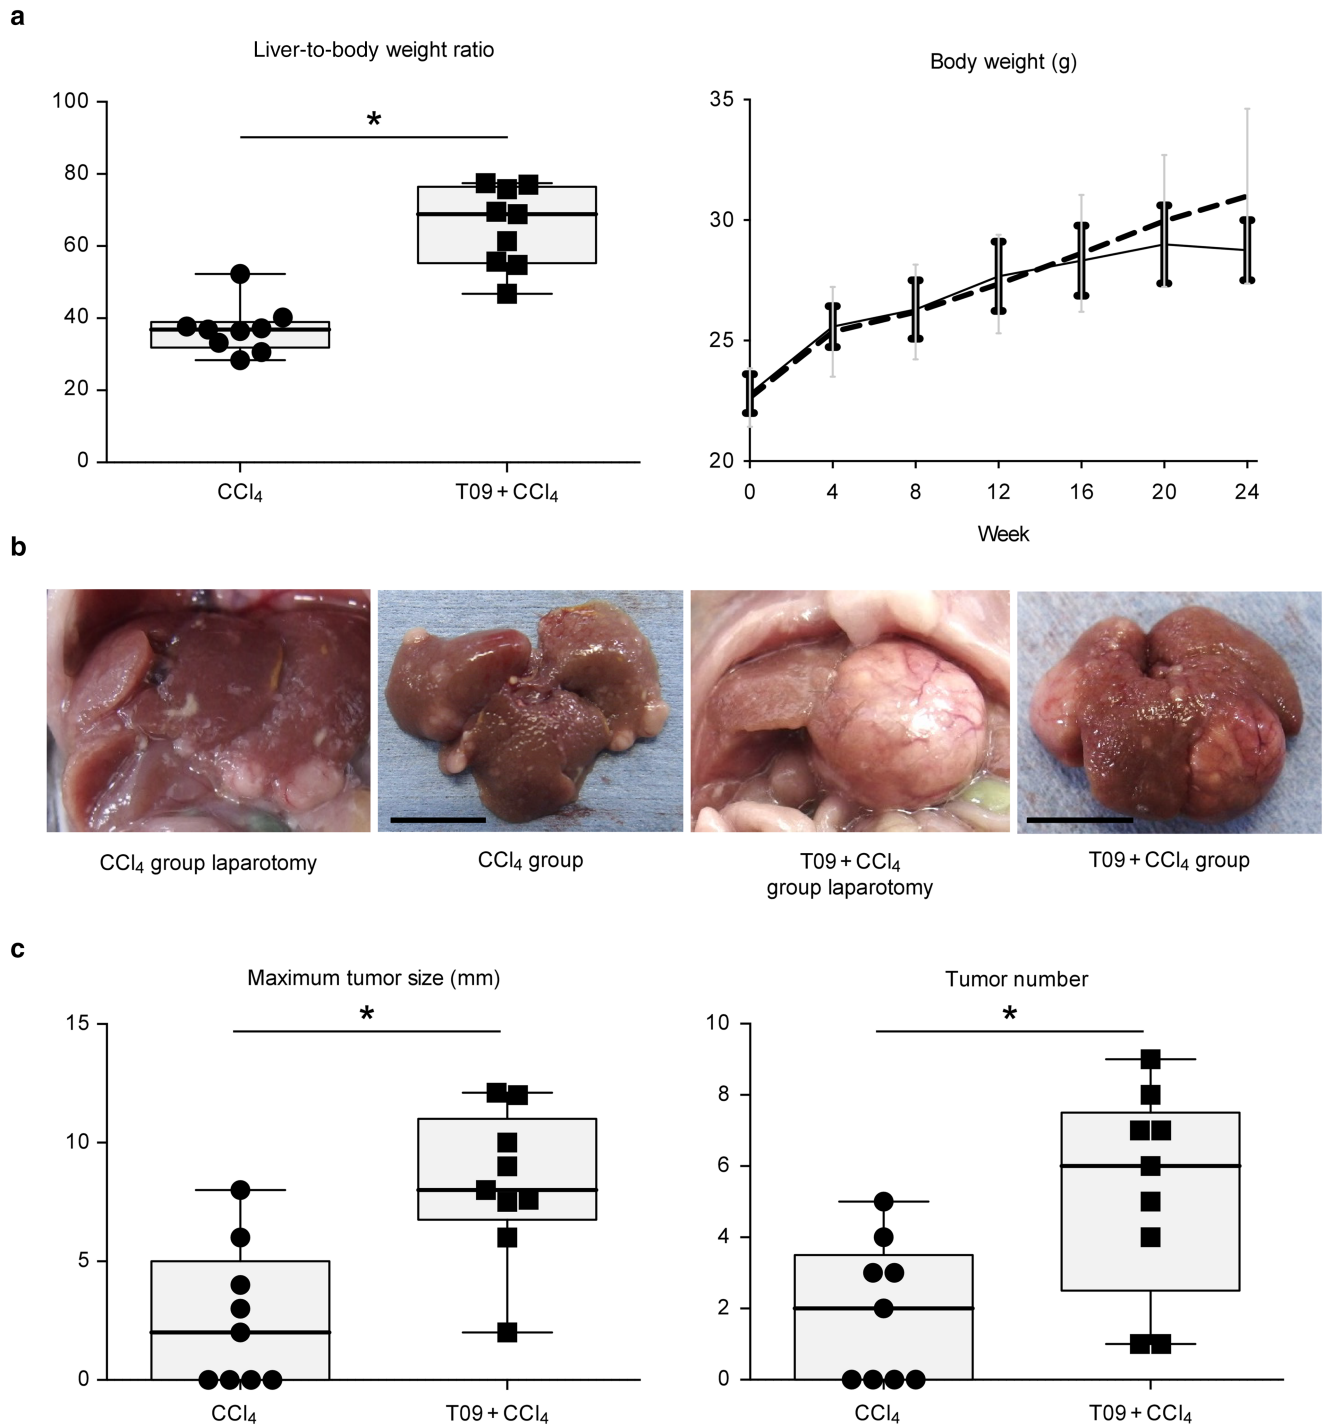 a
Liver-to-body weight ratio
100
80
60
40
20
0
*
CCl₄
T09 + CCl₄
Body weight (g)
35
30
25
20
0 4 8 12 16 20 24
Week
b
CCl₄ group laparotomy
CCl₄ group
T09 + CCl₄
group laparotomy
T09 + CCl₄ group
c
Maximum tumor size (mm)
15
10
5
0
*
CCl₄
T09 + CCl₄
Tumor number
10
8
6
4
2
0
*
CCl₄
T09 + CCl₄